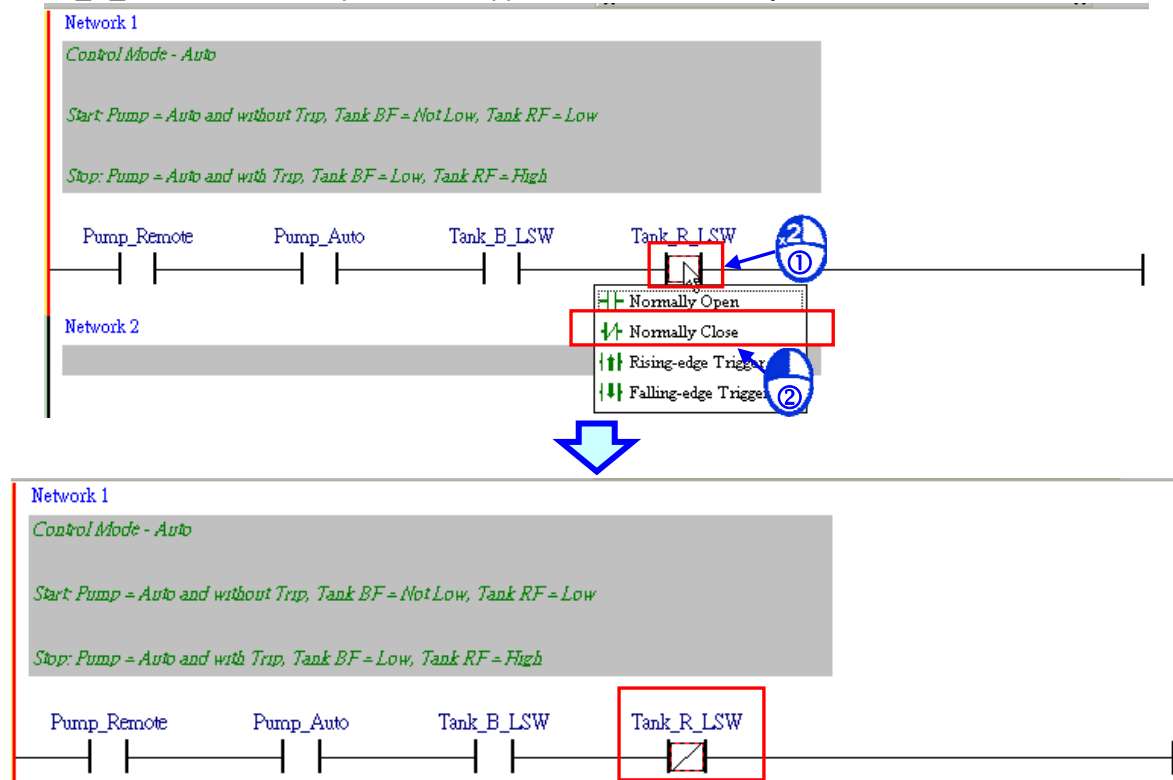 Network 1
Control Mode - Auto
Start: Pump = Auto and without Trip, Tank BF = Not Low, Tank RF = Low
Stop: Pump = Auto and with Trip, Tank BF = Low, Tank RF = High
Pump_Remote Pump_Auto Tank_B_LSW Tank_R_LSW
x2
①
Normally Open
Network 2
Normally Close
Rising-edge Trigger
Falling-edge Trigger
②
Network 1
Control Mode - Auto
Start: Pump = Auto and without Trip, Tank BF = Not Low, Tank RF = Low
Stop: Pump = Auto and with Trip, Tank BF = Low, Tank RF = High
Pump_Remote Pump_Auto Tank_B_LSW Tank_R_LSW